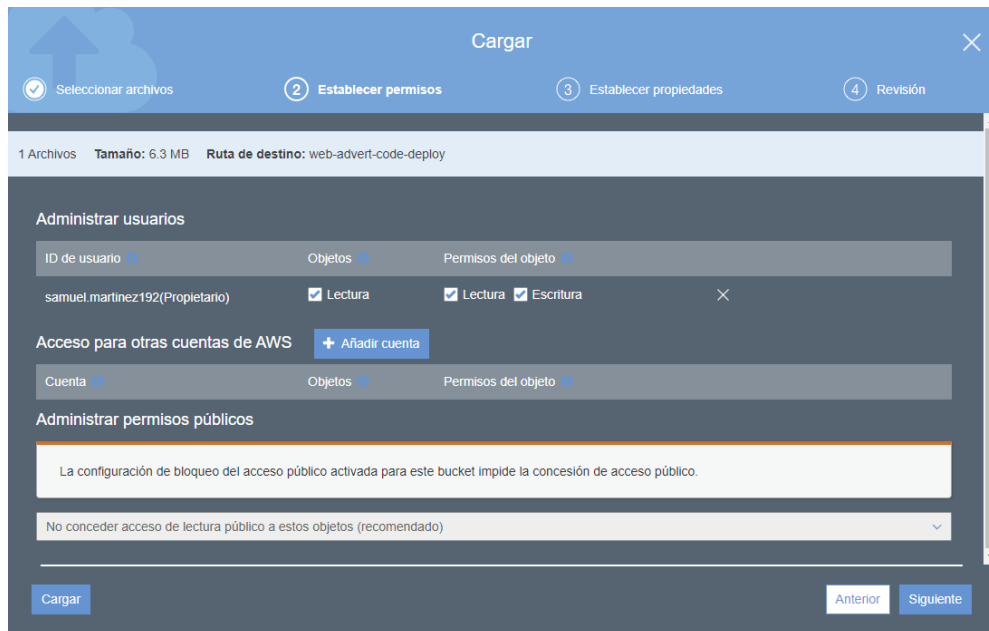 Cargar
Seleccionar archivos
2 Establecer permisos
3 Establecer propiedades
4 Revisión
1 Archivos Tamaño: 6.3 MB Ruta de destino: web-advert-code-deploy
Administrar usuarios
ID de usuario Objetos Permisos del objeto
samuel.martinez192(Propietario) Lectura Lectura Escritura
Acceso para otras cuentas de AWS + Añadir cuenta
Cuenta Objetos Permisos del objeto
Administrar permisos públicos
La configuración de bloqueo del acceso público activada para este bucket impide la concesión de acceso público.
No conceder acceso de lectura público a estos objetos (recomendado)
Cargar Anterior Siguiente